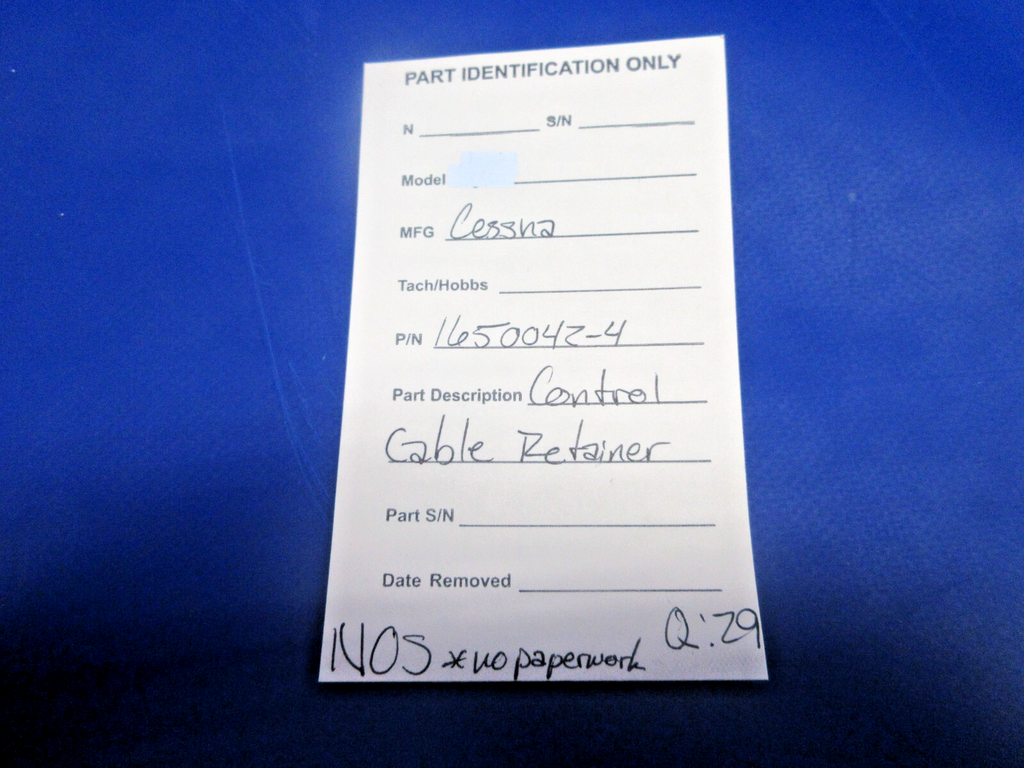 PART IDENTIFICATION ONLY
N S/N
Model
MFG Cessna
Tach/Hobbs
P/N 1650042-4
Part Description Control
Cable Retainer
Part S/N
Date Removed
Q:29
NOS *no paperwork